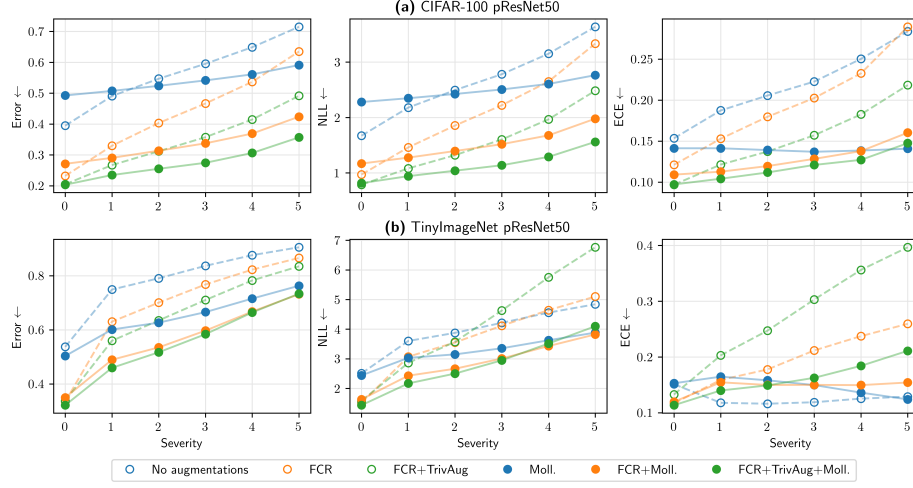 (a) CIFAR-100 pResNet50
Error ←
0.7
0.6
0.5
0.4
0.3
0.2
0 1 2 3 4 5
NLL ←
3
2
1
0 1 2 3 4 5
ECE ←
0.25
0.20
0.15
0.10
0 1 2 3 4 5
(b) TinyImageNet pResNet50
Error ←
0.8
0.6
0.4
0 1 2 3 4 5
Severity
NLL ←
7
6
5
4
3
2
0 1 2 3 4 5
Severity
ECE ←
0.4
0.3
0.2
0.1
0 1 2 3 4 5
Severity
No augmentations FCR FCR+TrivAug Moll. FCR+Moll. FCR+TrivAug+Moll.